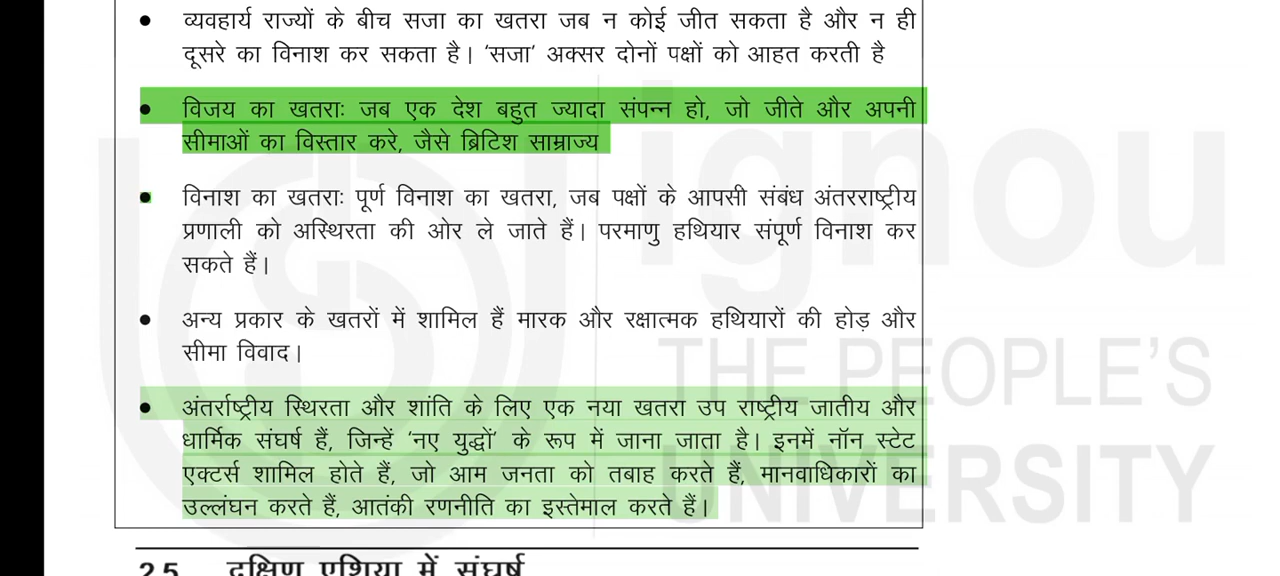 • व्यवहार्य राज्यों के बीच सजा का खतरा जब न कोई जीत सकता है और न ही
दूसरे का विनाश कर सकता है। 'सजा' अक्सर दोनों पक्षों को आहत करती है
• विजय का खतराः जब एक देश बहुत ज्यादा संपन्न हो, जो जीते और अपनी
सीमाओं का विस्तार करे, जैसे ब्रिटिश साम्राज्य
• विनाश का खतराः पूर्ण विनाश का खतरा, जब पक्षों के आपसी संबंध अंतरराष्ट्रीय
प्रणाली को अस्थिरता की ओर ले जाते हैं। परमाणु हथियार संपूर्ण विनाश कर
सकते हैं।
• अन्य प्रकार के खतरों में शामिल हैं मारक और रक्षात्मक हथियारों की होड़ और
सीमा विवाद।
• अंतर्राष्ट्रीय स्थिरता और शांति के लिए एक नया खतरा उप राष्ट्रीय जातीय और
धार्मिक संघर्ष हैं, जिन्हें 'नए युद्धों' के रूप में जाना जाता है। इनमें नॉन स्टेट
एक्टर्स शामिल होते हैं, जो आम जनता को तबाह करते हैं, मानवाधिकारों का
उल्लंघन करते हैं, आतंकी रणनीति का इस्तेमाल करते हैं।
2.5 दक्षिण एशिया में संघर्ष
ignou
THE PEOPLE'S
UNIVERSITY